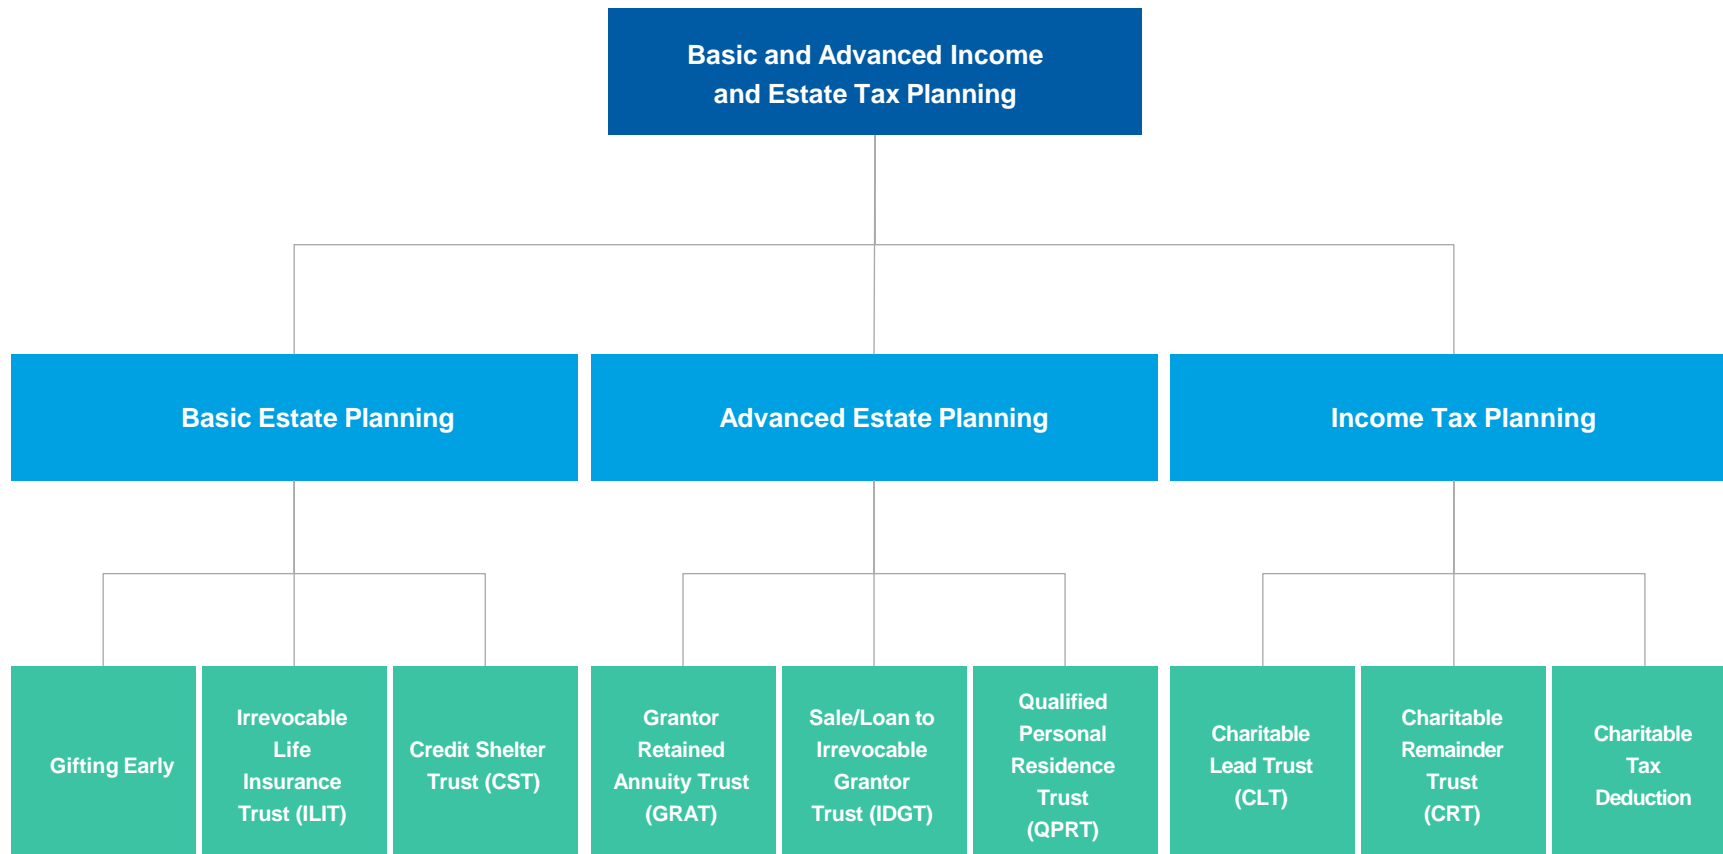 Basic and Advanced Income
and Estate Tax Planning
Basic Estate Planning
Advanced Estate Planning
Income Tax Planning
Gifting Early
Irrevocable
Life
Insurance
Trust (ILIT)
Credit Shelter
Trust (CST)
Grantor
Retained
Annuity Trust
(GRAT)
Sale/Loan to
Irrevocable
Grantor
Trust (IDGT)
Qualified
Personal
Residence
Trust
(QPRT)
Charitable
Lead Trust
(CLT)
Charitable
Remainder
Trust
(CRT)
Charitable
Tax
Deduction